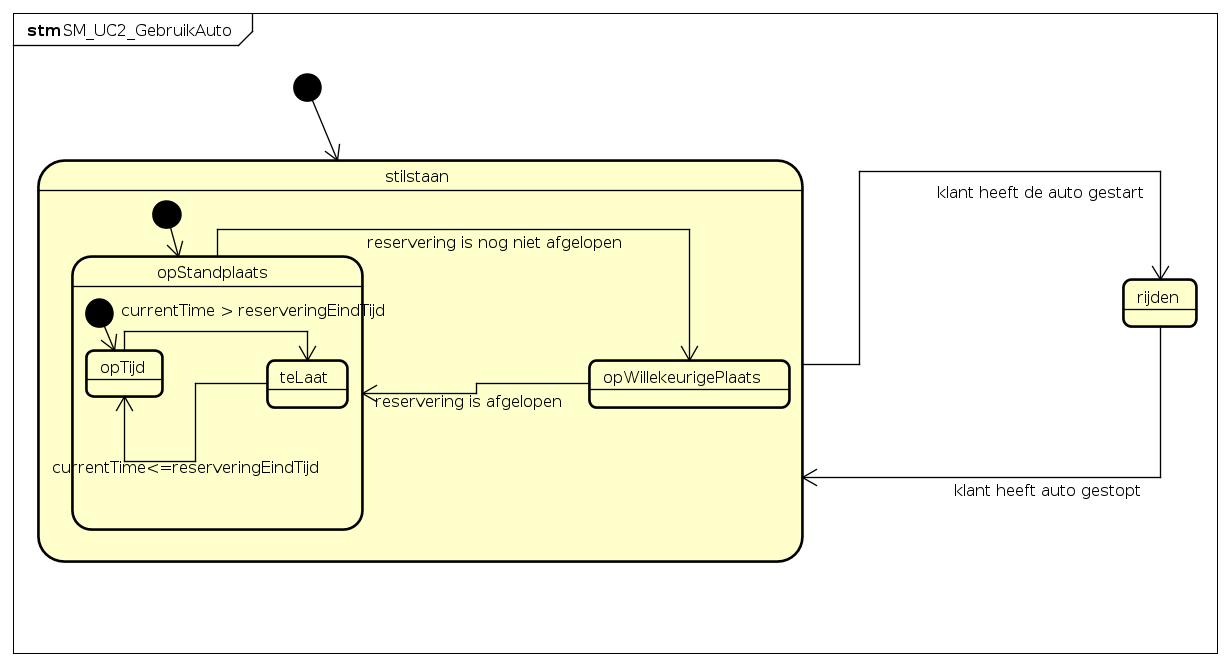 stm SM_UC2_GebruikAuto
stilstaan
klant heeft de auto gestart
reservering is nog niet afgelopen
opStandplaats
rijden
currentTime > reserveringEindTijd
opTijd
teLaat
opWillekeurigePlaats
reservering is afgelopen
currentTime<=reserveringEindTijd
klant heeft auto gestopt